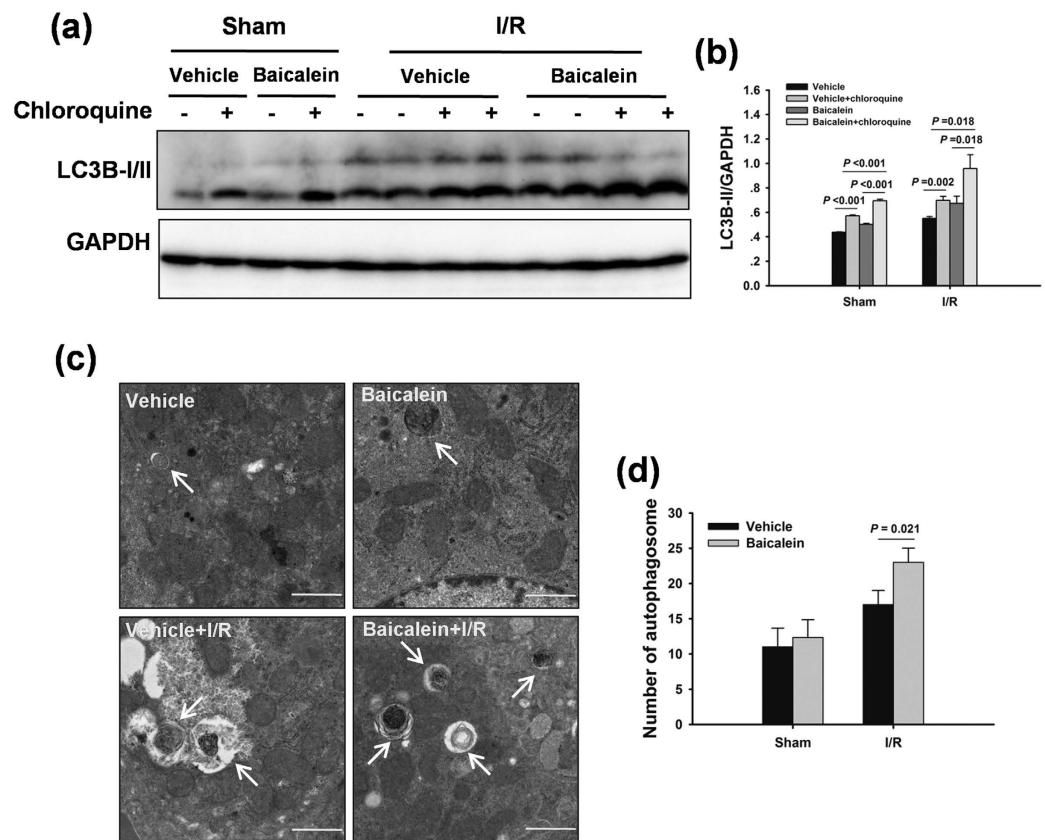 (a)
Sham
I/R
Vehicle
Baicalein
Vehicle
Baicalein
Chloroquine
- + - + - - + + - - + +
LC3B-I/II
GAPDH
(b)
Vehicle
Vehicle+chloroquine
Baicalein
Baicalein+chloroquine
LC3B-II/GAPDH
1.6
1.4
1.2
1.0
.8
.6
.4
.2
0.0
P =0.018
P =0.018
P <0.001
P <0.001
P =0.002
P <0.001
Sham
I/R
(c)
Vehicle
Baicalein
Vehicle+I/R
Baicalein+I/R
(d)
Vehicle
Baicalein
P = 0.021
Number of autophagosome
30
25
20
15
10
5
0
Sham
I/R